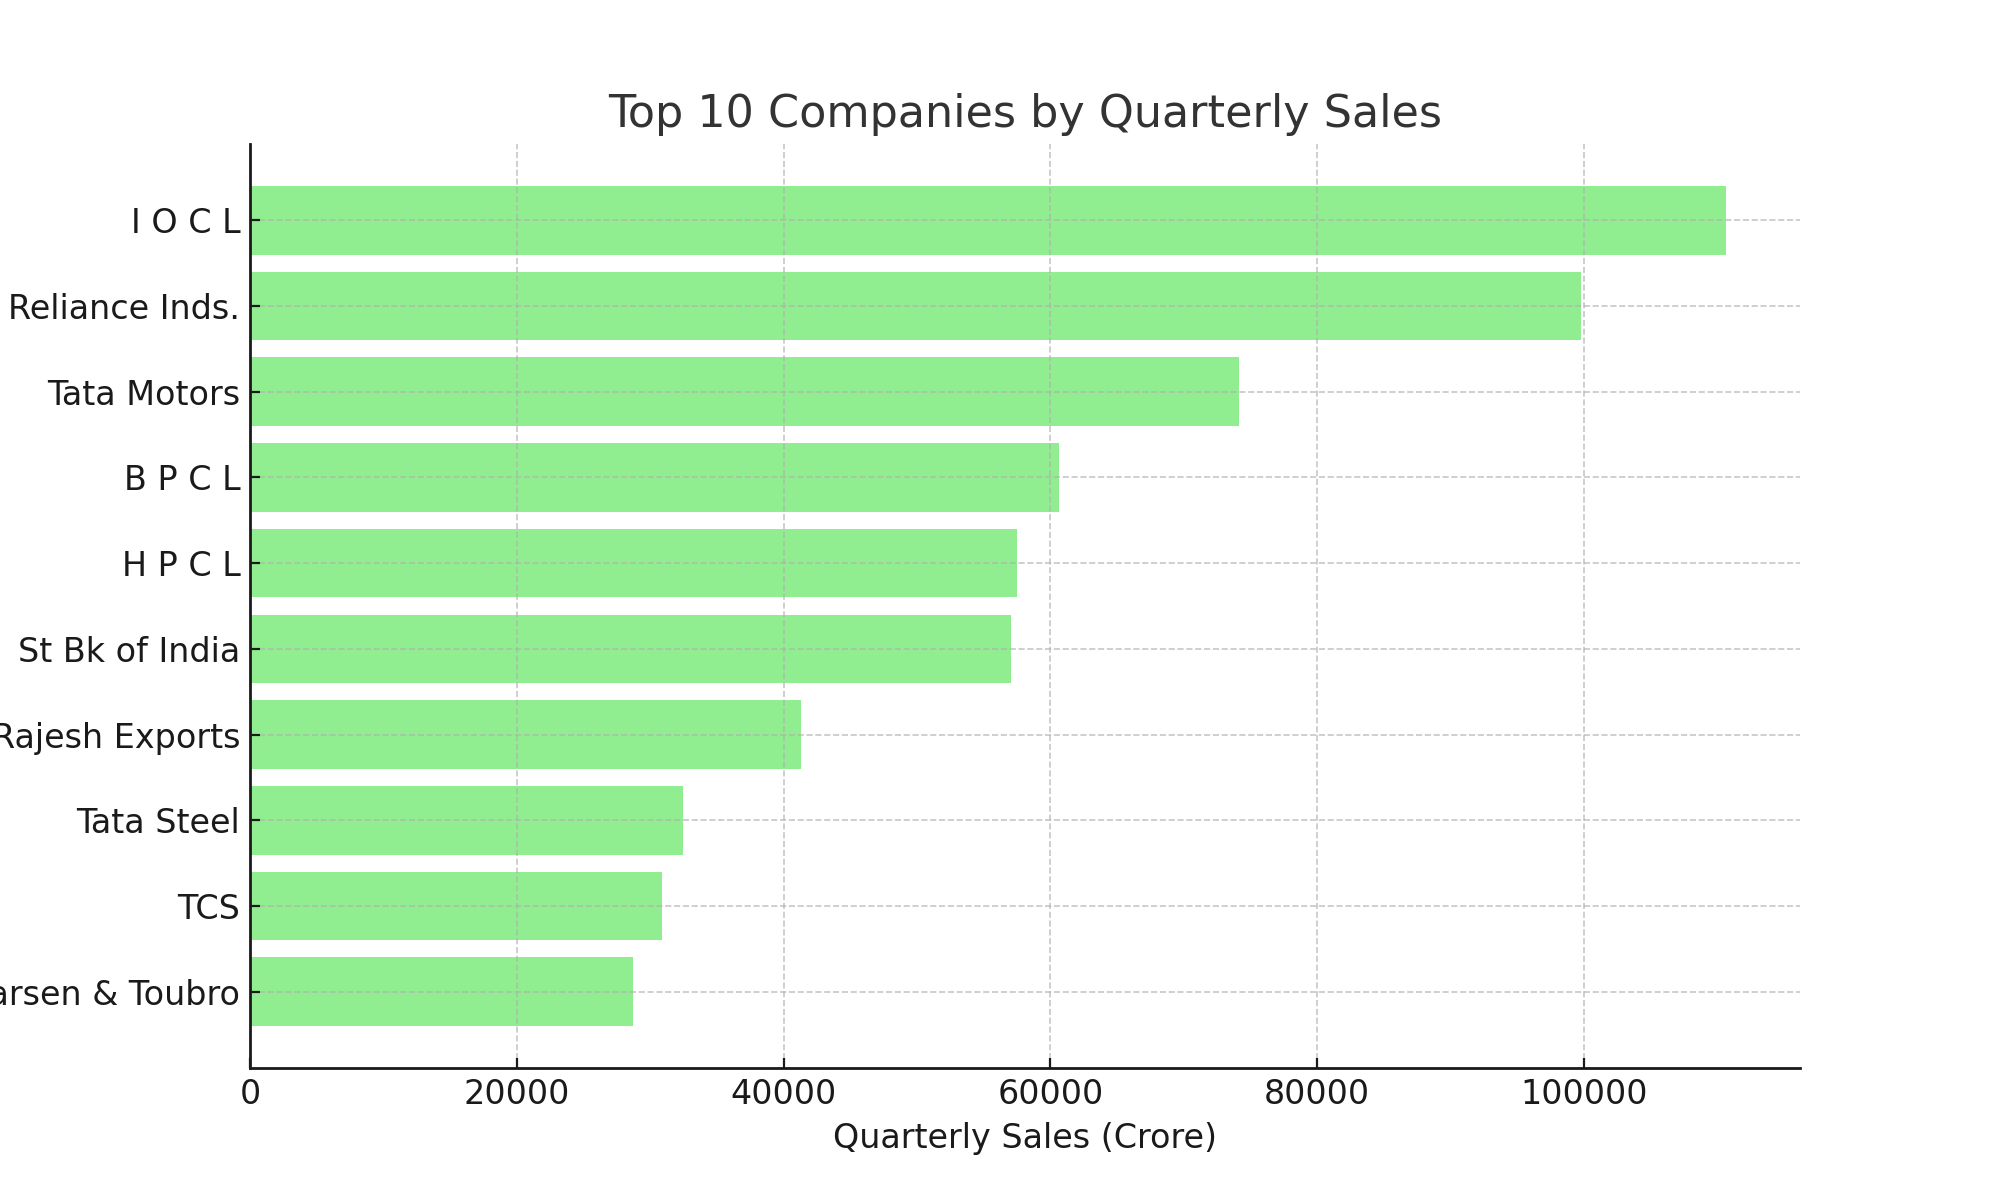 Top 10 Companies by Quarterly Sales
I O C L
Reliance Inds.
Tata Motors
B P C L
H P C L
St Bk of India
Rajesh Exports
Tata Steel
TCS
arsen & Toubro
0 20000 40000 60000 80000 100000
Quarterly Sales (Crore)